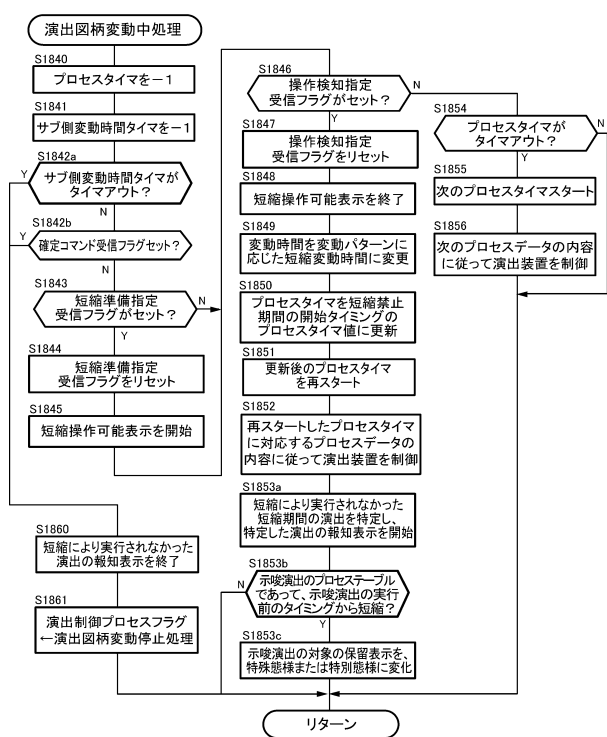 演出図柄変動中処理
S1840
プロセスタイマを－1
S1841
サブ側変動時間タイマを－1
S1842a
サブ側変動時間タイマが
タイマアウト？
Y
N
S1842b
確定コマンド受信フラグセット？
Y
N
S1843
短縮準備指定
受信フラグがセット？
N
Y
S1844
短縮準備指定
受信フラグをリセット
S1845
短縮操作可能表示を開始
S1860
短縮により実行されなかった
演出の報知表示を終了
S1861
演出制御プロセスフラグ
←演出図柄変動停止処理
S1846
操作検知指定
受信フラグがセット？
N
Y
S1847
操作検知指定
受信フラグをリセット
S1848
短縮操作可能表示を終了
S1849
変動時間を変動パターンに
応じた短縮変動時間に変更
S1850
プロセスタイマを短縮禁止
期間の開始タイミングの
プロセスタイマ値に更新
S1851
更新後のプロセスタイマ
を再スタート
S1852
再スタートしたプロセスタイマ
に対応するプロセスデータの
内容に従って演出装置を制御
S1853a
短縮により実行されなかった
短縮期間の演出を特定し、
特定した演出の報知表示を開始
S1853b
示唆演出のプロセステーブル
であって、示唆演出の実行
前のタイミングから短縮？
N
Y
S1853c
示唆演出の対象の保留表示を、
特殊態様または特別態様に変化
S1854
プロセスタイマが
タイマアウト？
N
Y
S1855
次のプロセスタイマスタート
S1856
次のプロセスデータの内容
に従って演出装置を制御
リターン